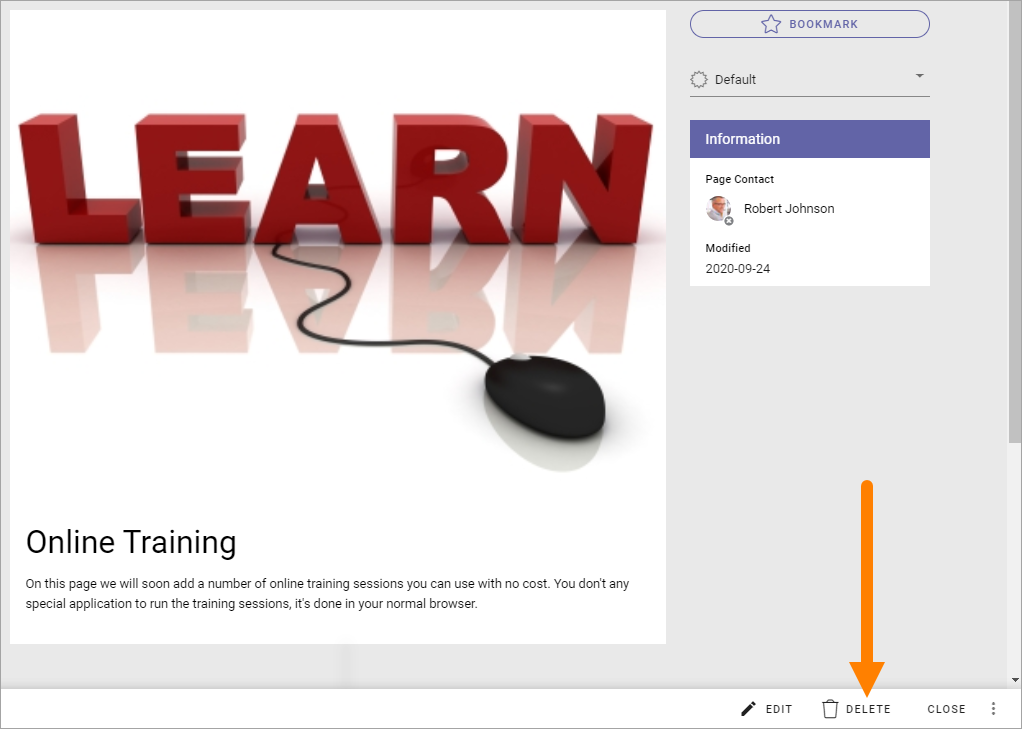 BOOKMARK
Default
LEARN
Information
Page Contact
Robert Johnson
Modified
2020-09-24
Online Training
On this page we will soon add a number of online training sessions you can use with no cost. You don't any
special application to run the training sessions, it's done in your normal browser.
EDIT DELETE CLOSE